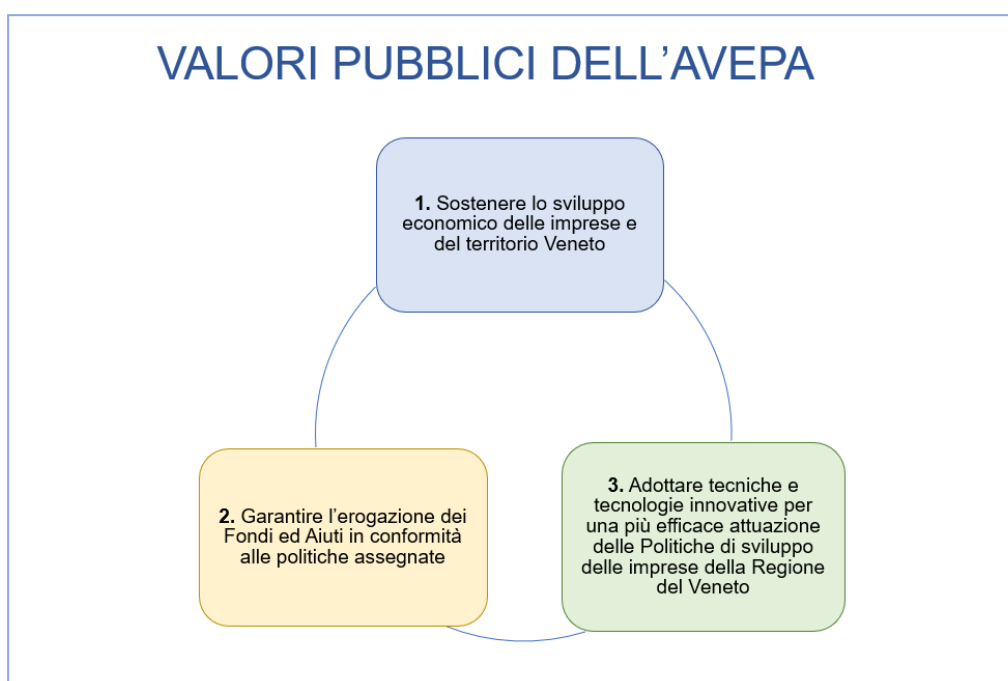 VALORI PUBBLICI DELL’AVEPA
1. Sostenere lo sviluppo
economico delle imprese e
del territorio Veneto
2. Garantire l’erogazione dei
Fondi ed Aiuti in conformità
alle politiche assegnate
3. Adottare tecniche e
tecnologie innovative per
una più efficace attuazione
delle Politiche di sviluppo
delle imprese della Regione
del Veneto